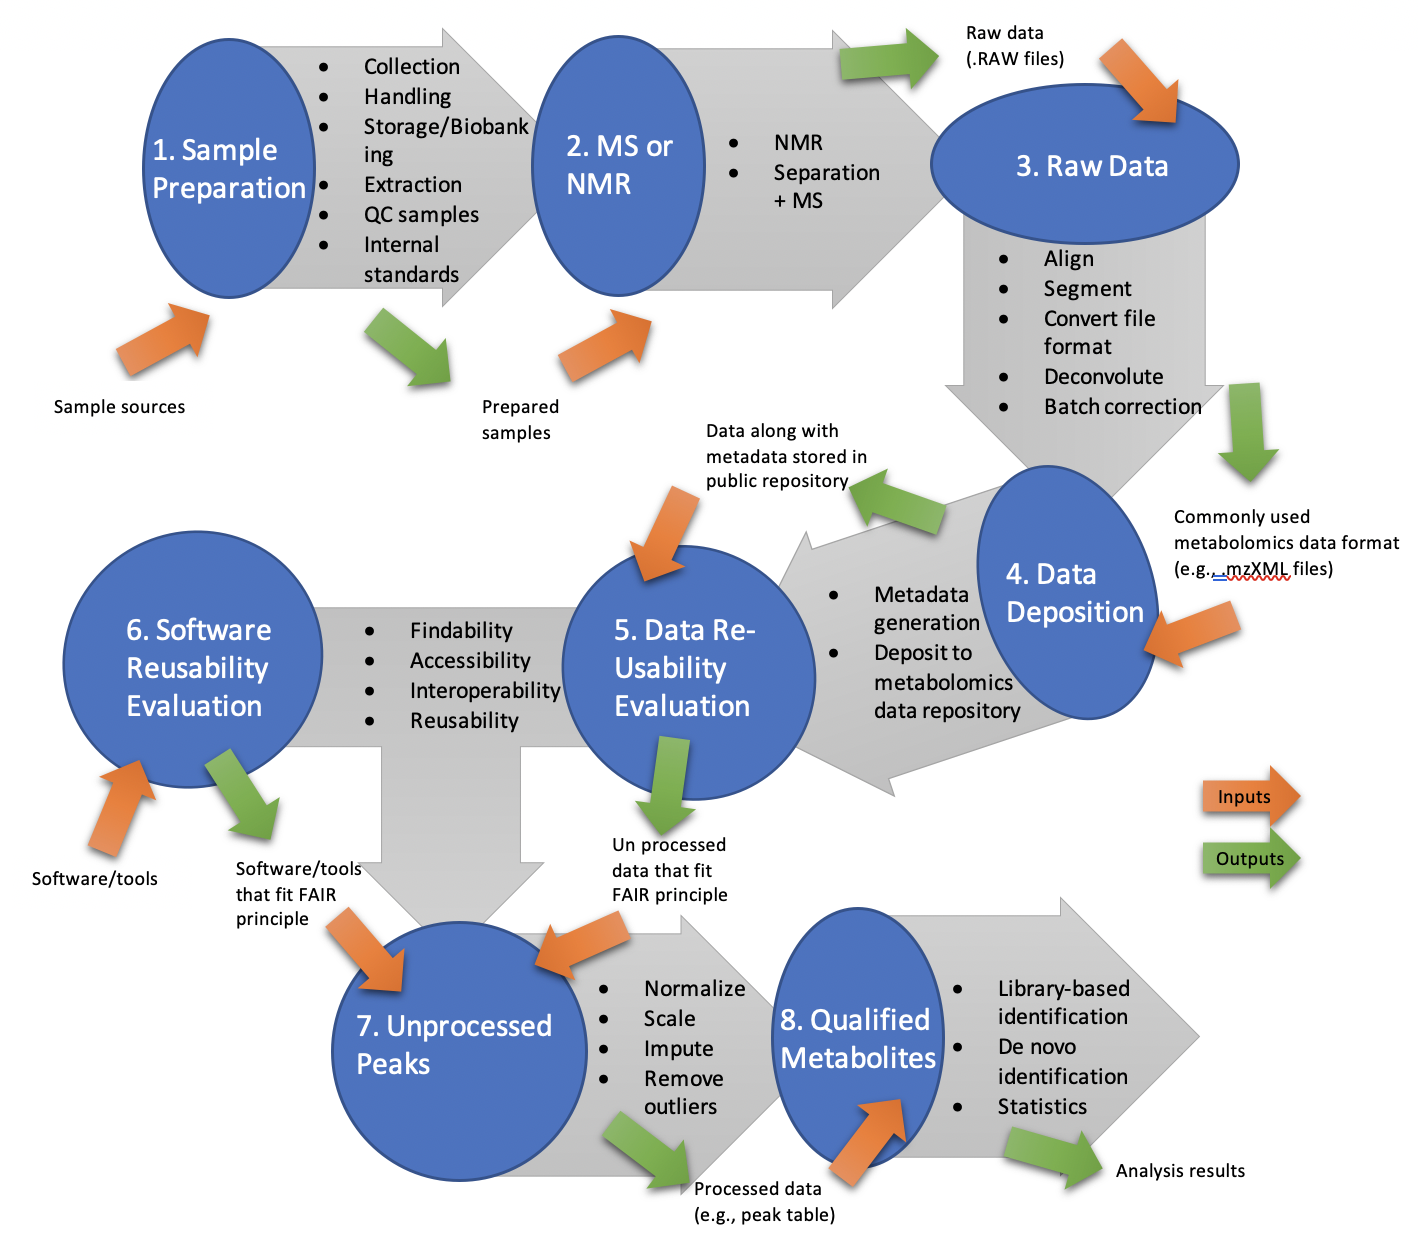 1. Sample
Preparation
• Collection
• Handling
• Storage/Biobank
ing
• Extraction
• QC samples
• Internal
standards
Sample sources
2. MS or
NMR
• NMR
• Separation
+ MS
Prepared
samples
Raw data
(.RAW files)
3. Raw Data
• Align
• Segment
• Convert file
format
• Deconvolute
• Batch correction
Commonly used
metabolomics data format
(e.g., .mzXML files)
4. Data
Deposition
• Metadata
generation
• Deposit to
metabolomics
data repository
Data along with
metadata stored in
public repository
5. Data Re-
Usability
Evaluation
• Findability
• Accessibility
• Interoperability
• Reusability
6. Software
Reusability
Evaluation
Software/tools
Software/tools
that fit FAIR
principle
Un processed
data that fit
FAIR principle
Inputs
Outputs
7. Unprocessed
Peaks
• Normalize
• Scale
• Impute
• Remove
outliers
Processed data
(e.g., peak table)
8. Qualified
Metabolites
• Library-based
identification
• De novo
identification
• Statistics
Analysis results